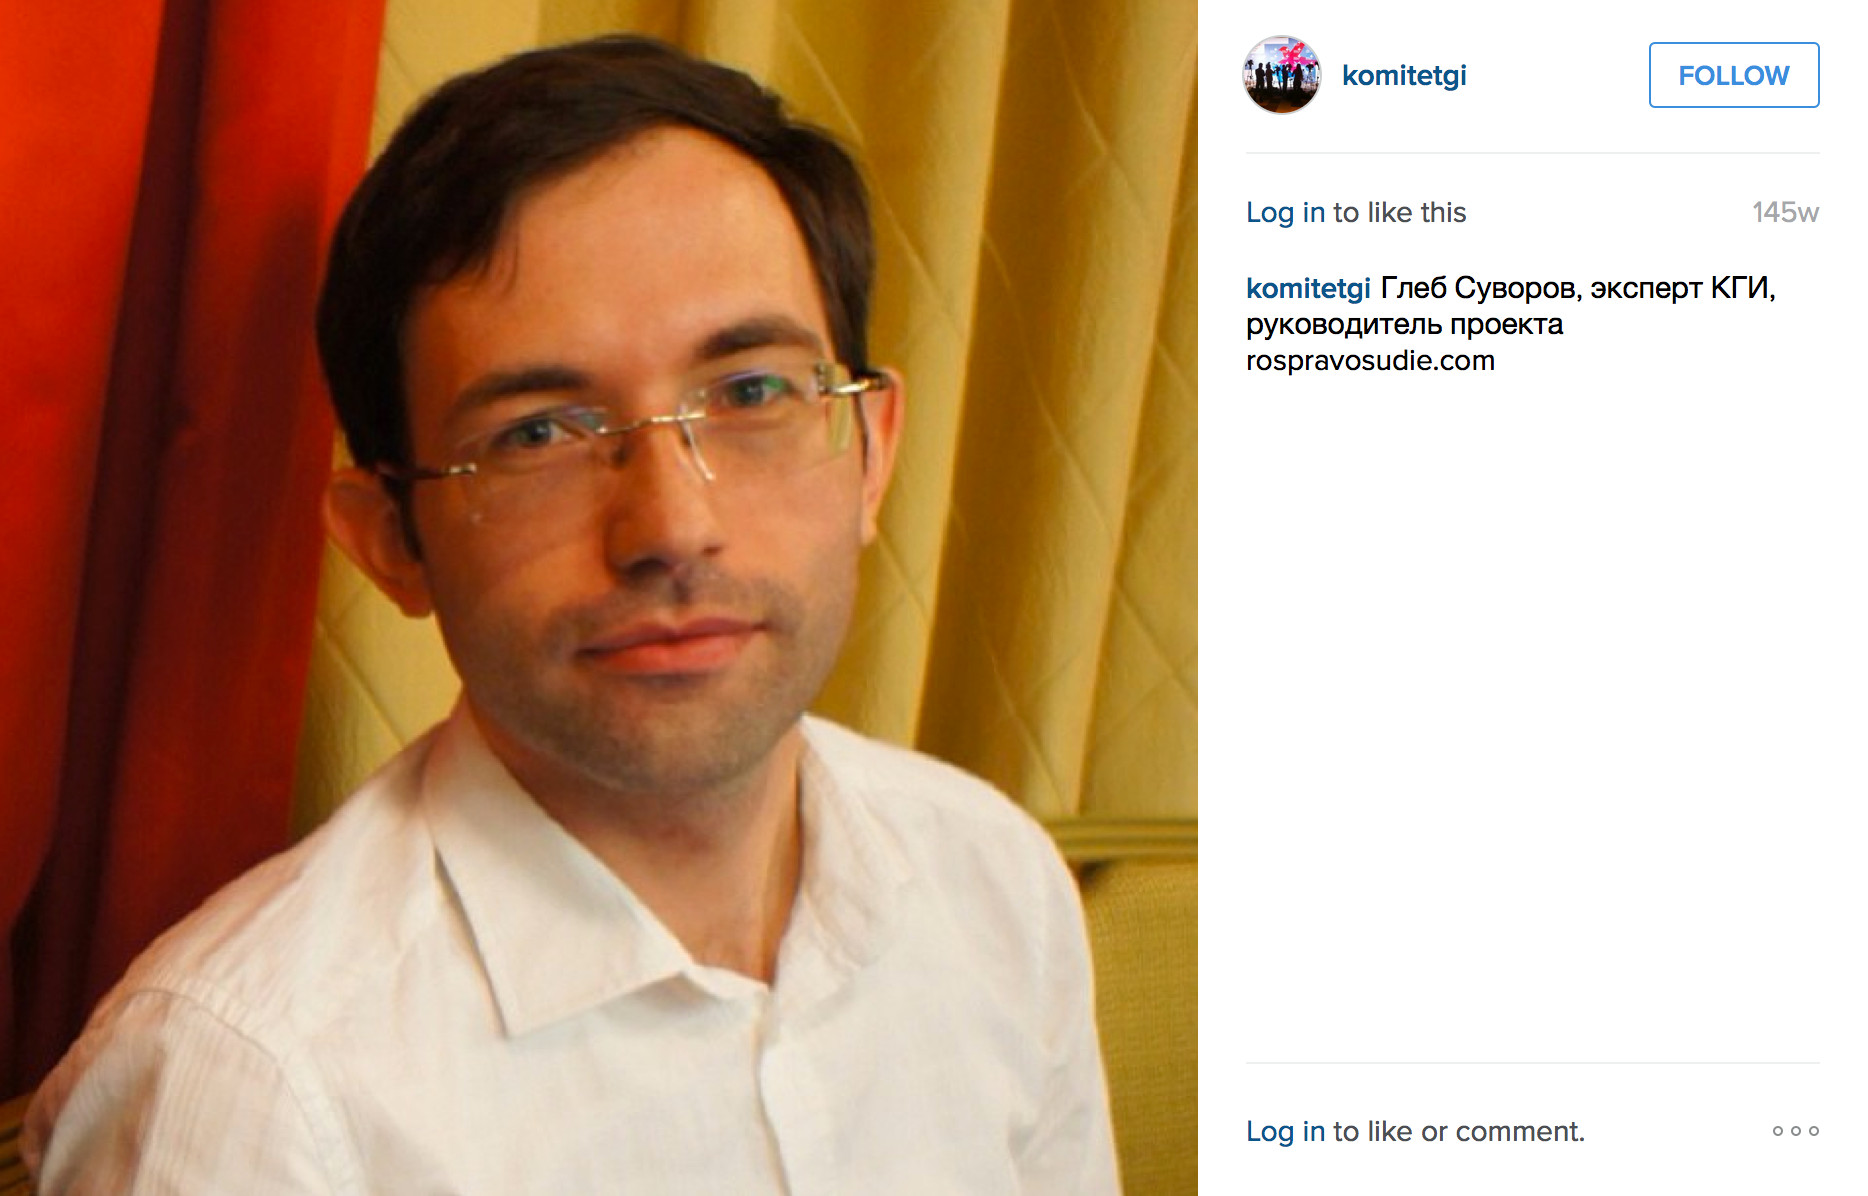 komitetgi
FOLLOW
Log in to like this
145w
komitetgi Глеб Суворов, эксперт КГИ,
руководитель проекта
rospravosudie.com
Log in to like or comment.